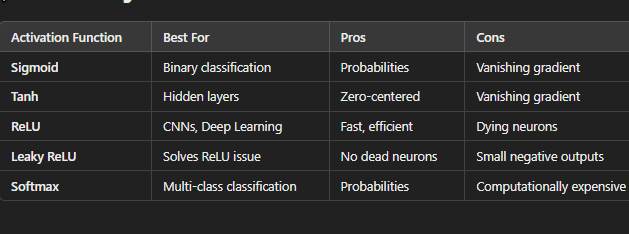 Activation Function Best For Pros Cons
Sigmoid Binary classification Probabilities Vanishing gradient
Tanh Hidden layers Zero-centered Vanishing gradient
ReLU CNNs, Deep Learning Fast, efficient Dying neurons
Leaky ReLU Solves ReLU issue No dead neurons Small negative outputs
Softmax Multi-class classification Probabilities Computationally expensive